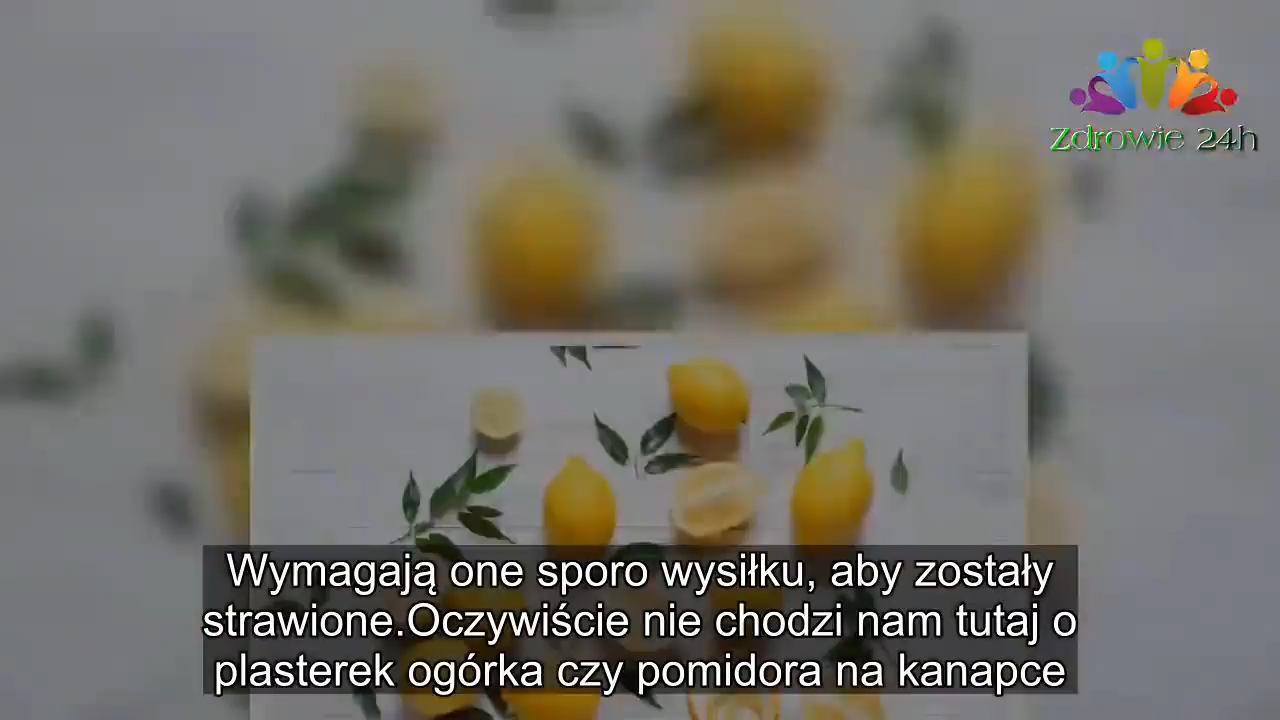 Zdrowie 24h
Wymagają one sporo wysiłku, aby zostały
strawione.Oczywiście nie chodzi nam tutaj o
plasterek ogórka czy pomidora na kanapce